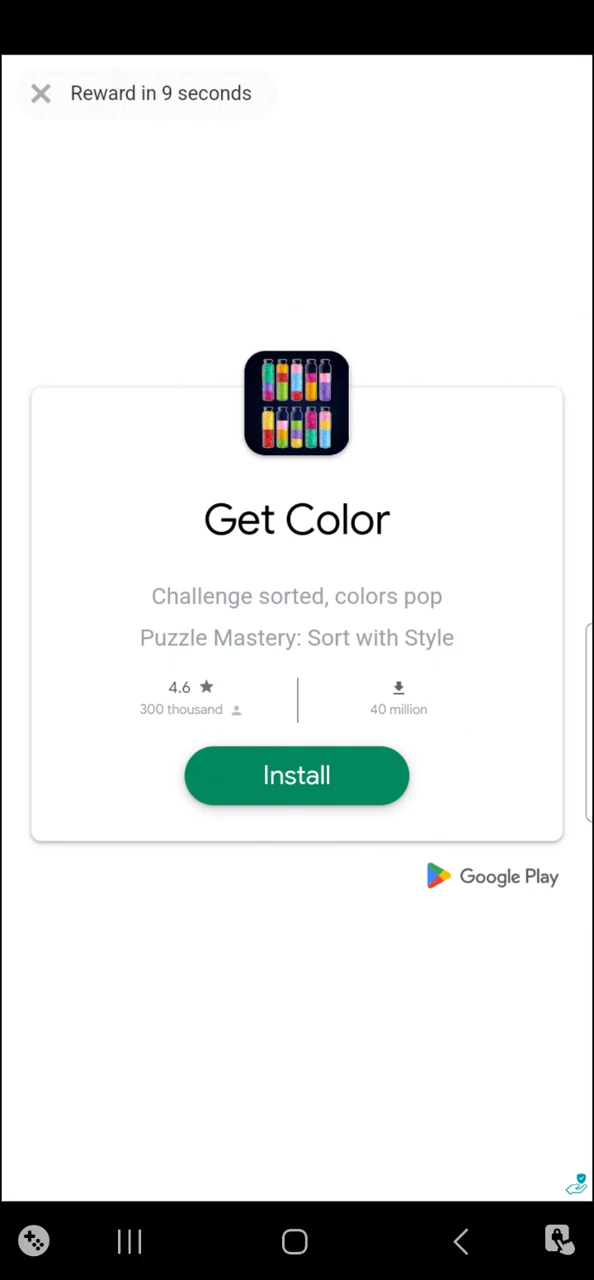 Reward in 9 seconds
Get Color
Challenge sorted, colors pop
Puzzle Mastery: Sort with Style
4.6
300 thousand
40 million
Install
Google Play